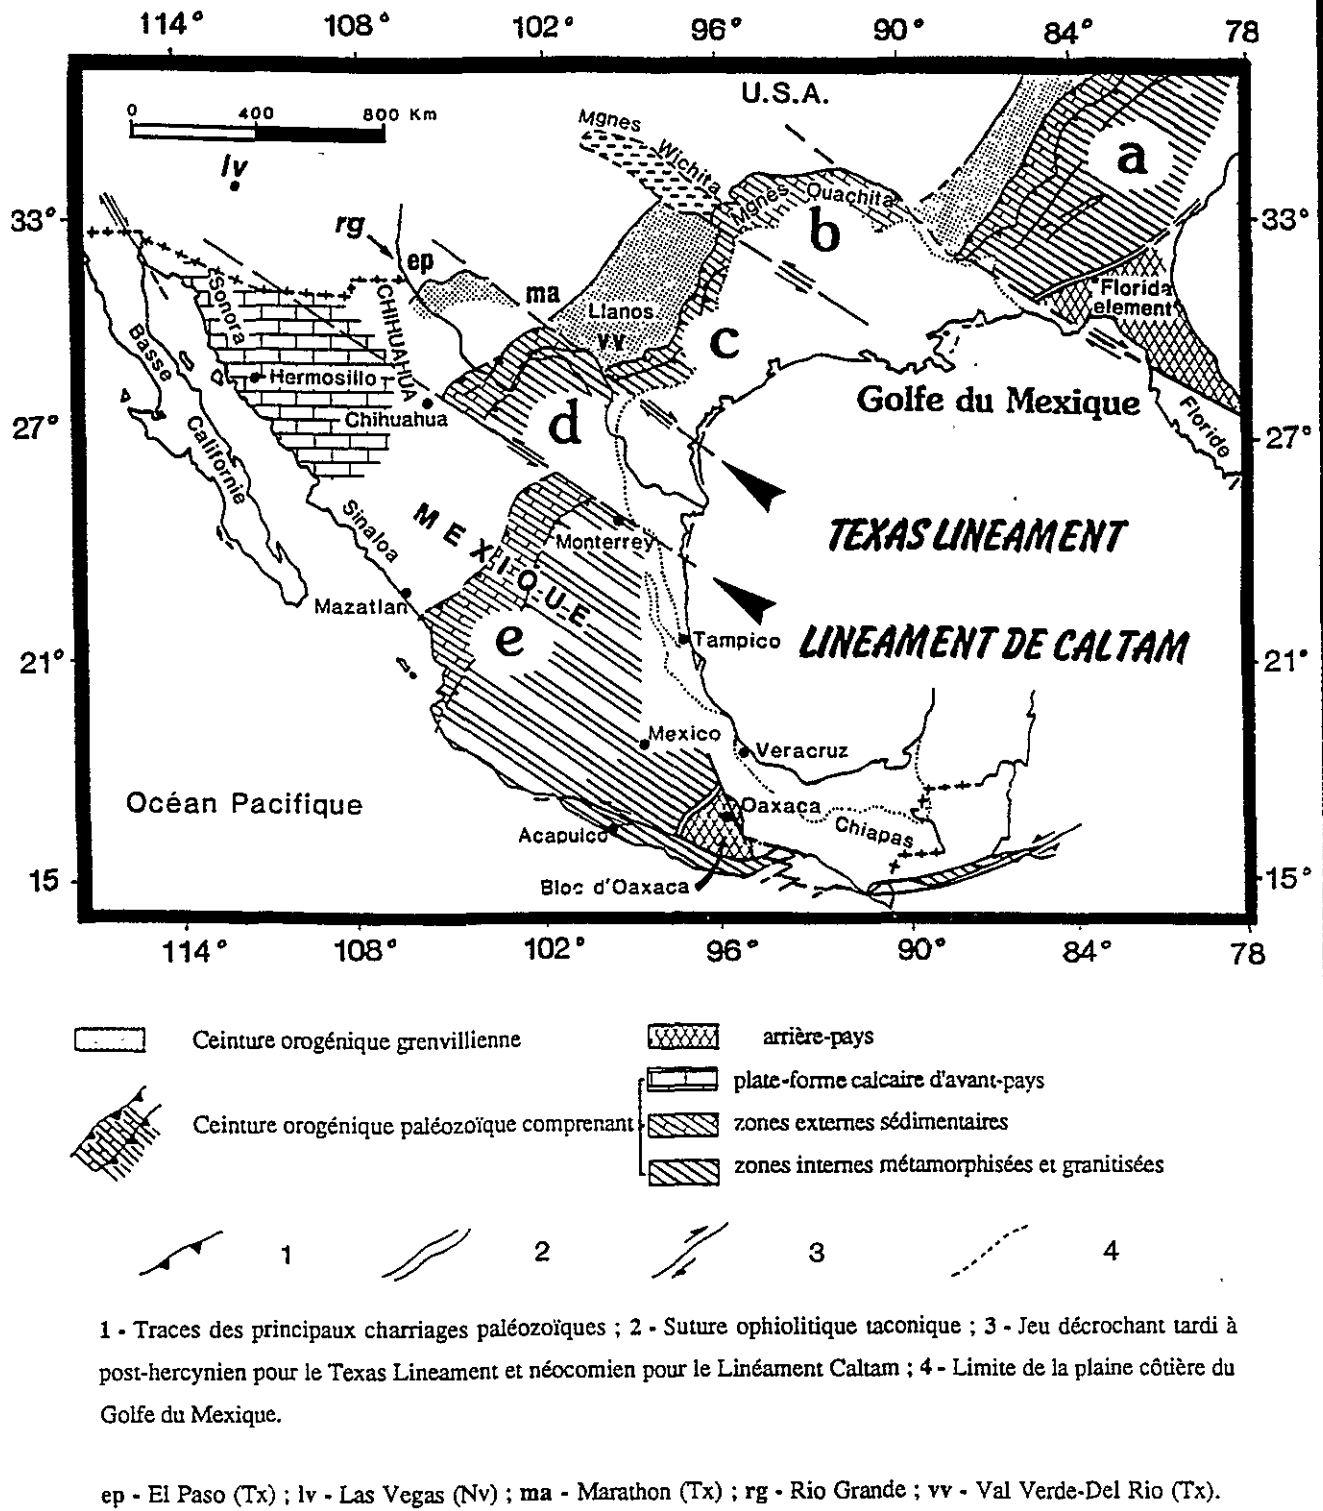 114° 108° 102° 96° 90° 84° 78
U.S.A.
0 400 800 Km
Mgnes
Wichita
lv
a
33°
33°
rg
Mgnes
Ouachita
b
ep
ma
Sonora
CHIHUAHUA
Llanos
vv
Florida
element
c
Basse
Californie
Hermosillo
Chihuahua
d
Golfe du Mexique
Floride
27°
27°
Sinaloa
MEXIQUE
Monterrey
TEXAS LINEAMENT
Mazatlan
e
Tampico
LINEAMENT DE CALTAM
21°
21°
Mexico
Veracruz
Océan Pacifique
Oaxaca
Acapulco
Chiapas
15
15°
Bloc d'Oaxaca
114° 108° 102° 96° 90° 84° 78
Ceinture orogénique grenvillienne
arrière-pays
plate-forme calcaire d'avant-pays
Ceinture orogénique paléozoïque comprenant
zones externes sédimentaires
zones internes métamorphisées et granitisées
1 2 3 4
1 - Traces des principaux charriages paléozoïques ; 2 - Suture ophiolitique taconique ; 3 - Jeu décrochant tardi à
post-hercynien pour le Texas Lineament et néocomien pour le Linéament Caltam ; 4 - Limite de la plaine côtière du
Golfe du Mexique.
ep - El Paso (Tx) ; lv - Las Vegas (Nv) ; ma - Marathon (Tx) ; rg - Rio Grande ; vv - Val Verde-Del Rio (Tx).